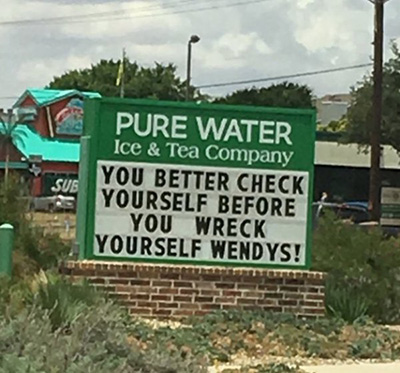 PURE WATER
Ice & Tea Company
YOU BETTER CHECK
YOURSELF BEFORE
YOU WRECK
YOURSELF WENDYS!
SUB